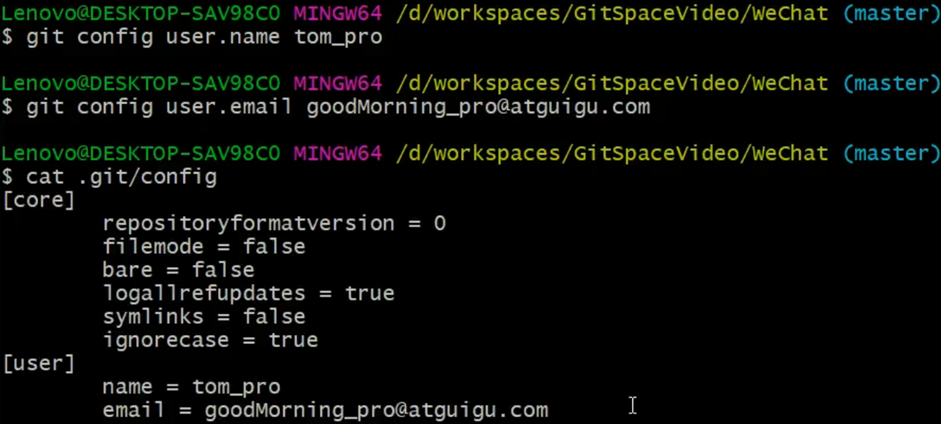 Lenovo@DESKTOP-SAV98C0 MINGW64 /d/workspaces/GitSpaceVideo/WeChat (master)
$ git config user.name tom_pro
Lenovo@DESKTOP-SAV98C0 MINGW64 /d/workspaces/GitSpaceVideo/WeChat (master)
$ git config user.email goodMorning_pro@atguigu.com
Lenovo@DESKTOP-SAV98C0 MINGW64 /d/workspaces/GitSpaceVideo/WeChat (master)
$ cat .git/config
[core]
repositoryformatversion = 0
filemode = false
bare = false
logallrefupdates = true
symlinks = false
ignorecase = true
[user]
name = tom_pro
email = goodMorning_pro@atguigu.com